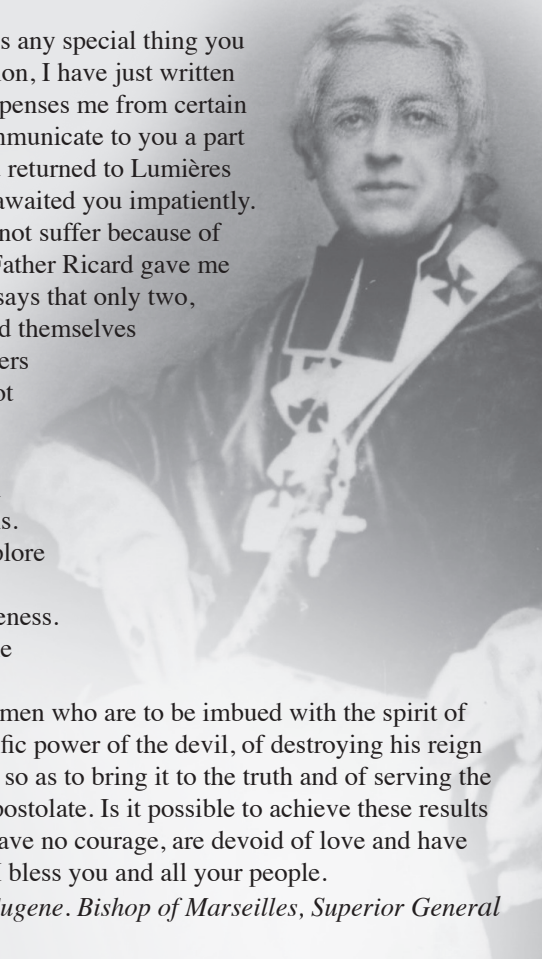 s any special thing you
ion, I have just written
penses me from certain
nmunicate to you a part
returned to Lumières
awaited you impatiently.
not suffer because of
Father Ricard gave me
says that only two,
d themselves
ers
ot
s.
plore
eness.
e
men who are to be imbued with the spirit of
fic power of the devil, of destroying his reign
so as to bring it to the truth and of serving the
postolate. Is it possible to achieve these results
ave no courage, are devoid of love and have
I bless you and all your people.
Eugene. Bishop of Marseilles, Superior General